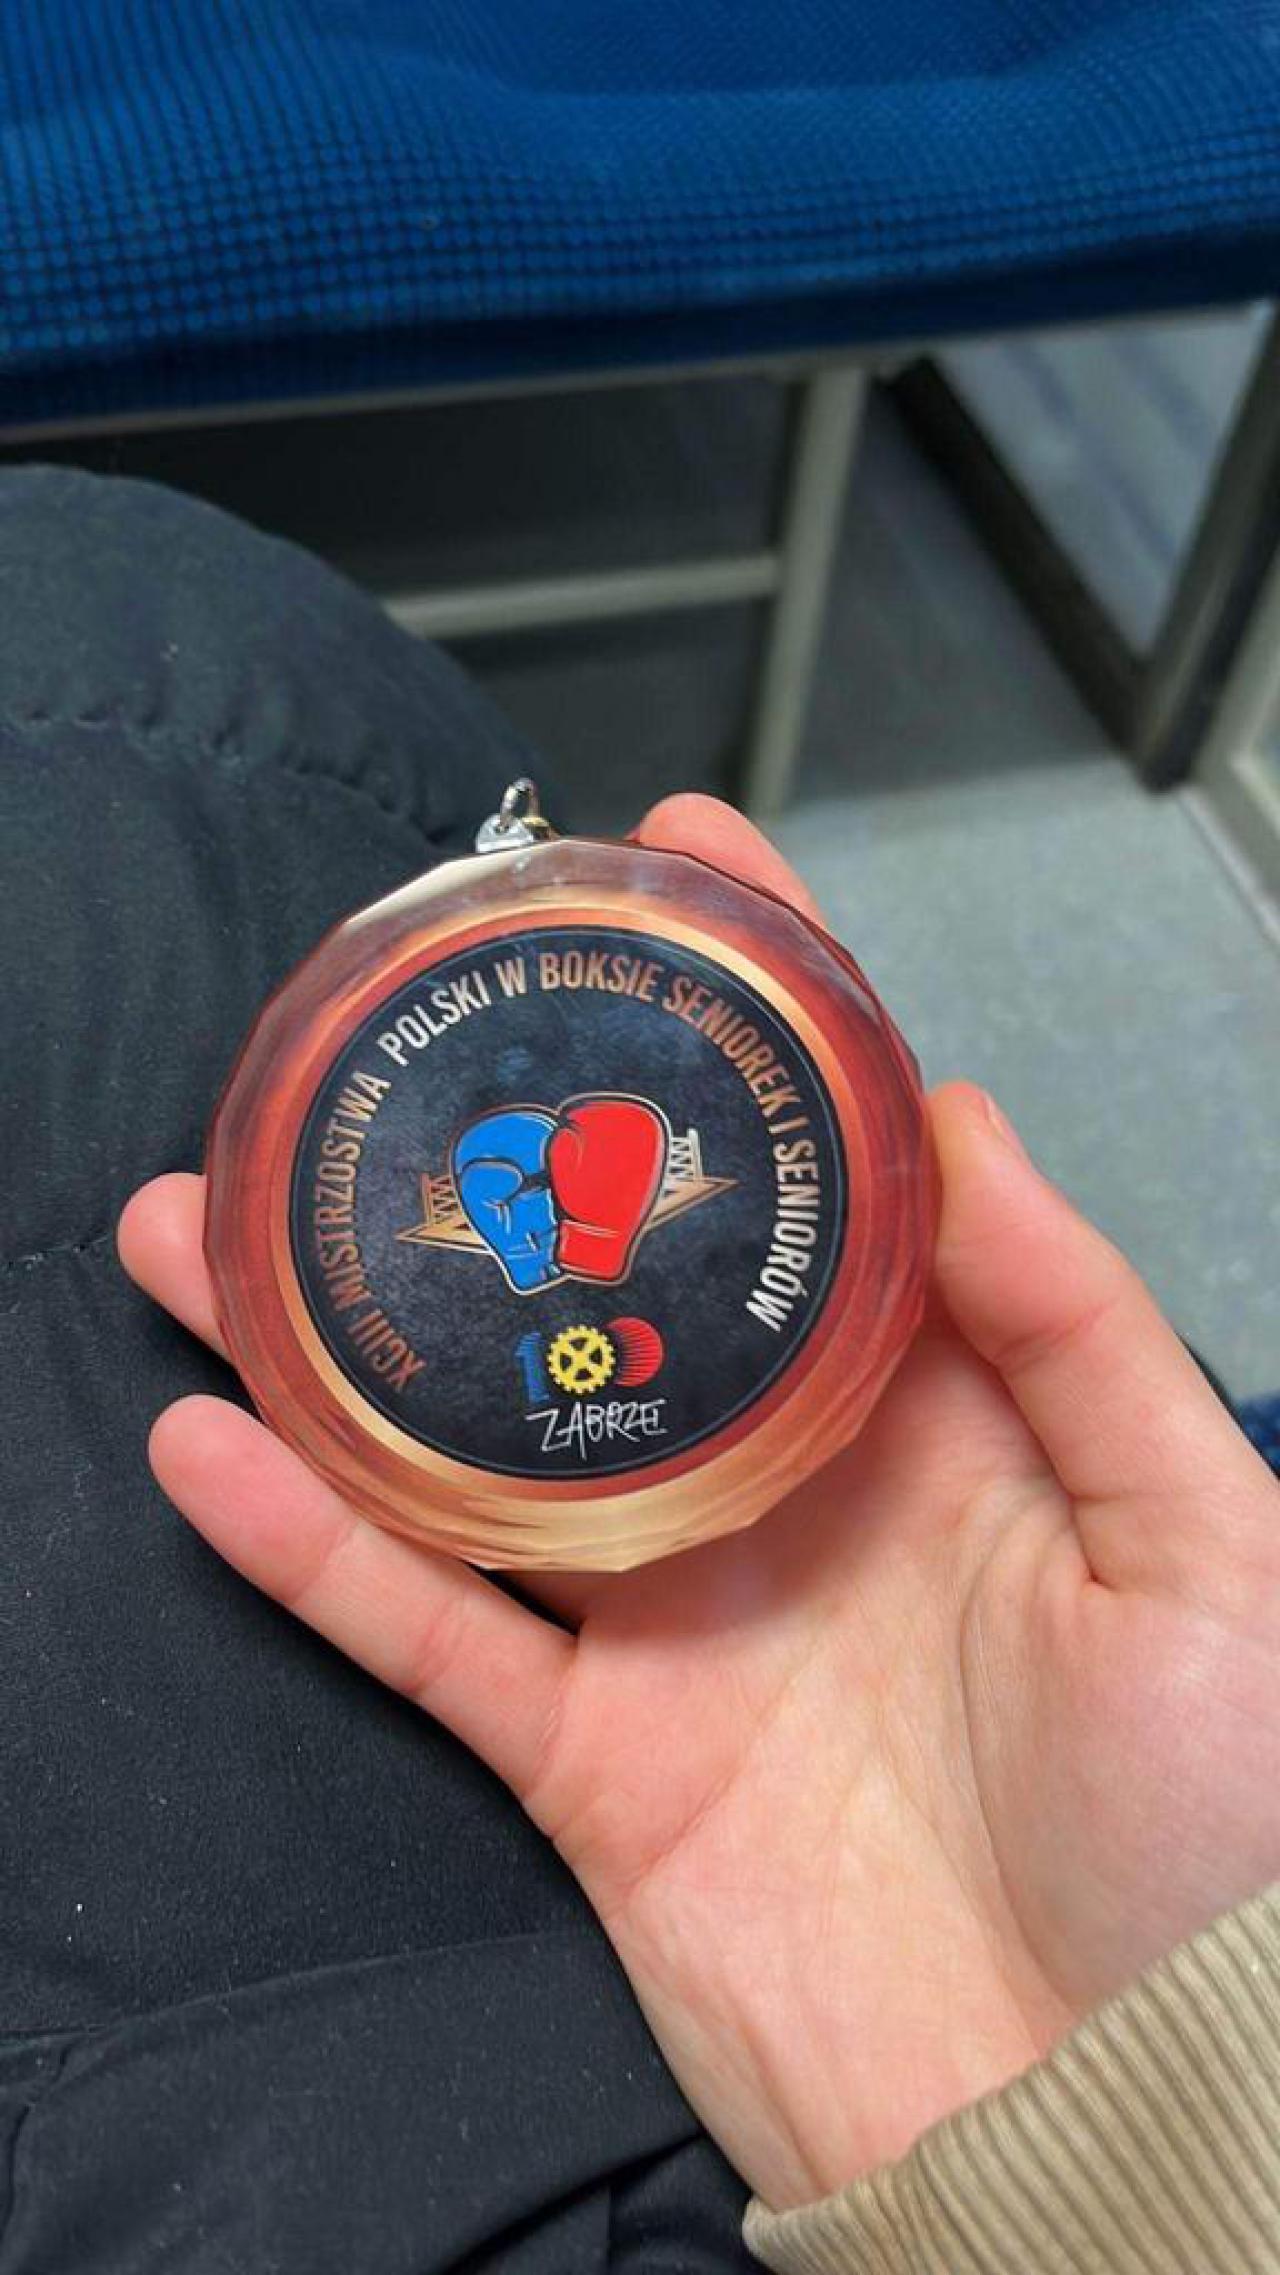 XCIII MISTRZOSTWA POLSKI W BOKSIE SENIOREK I SENIORÓW
100
ZABRZE